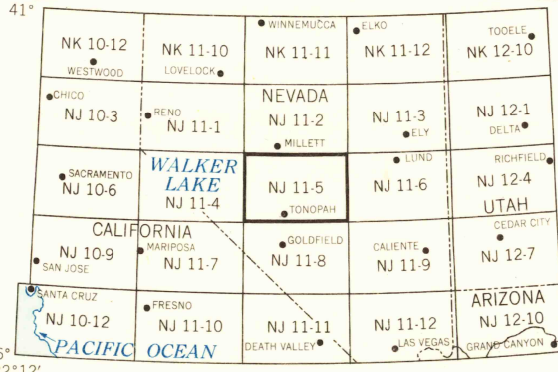 41°
WINNEMUCCA
ELKO
TOOELE
NK 10-12
NK 11-10
NK 11-11
NK 11-12
NK 12-10
WESTWOOD
LOVELOCK
CHICO
NEVADA
NJ 10-3
RENO
NJ 11-1
NJ 11-2
NJ 11-3
NJ 12-1
MILLETT
ELY
DELTA
SACRAMENTO
WALKER
LAKE
LUND
RICHFIELD
NJ 10-6
NJ 11-4
NJ 11-5
NJ 11-6
NJ 12-4
TONOPAH
UTAH
CALIFORNIA
CEDAR CITY
NJ 10-9
MARIPOSA
NJ 11-7
GOLDFIELD
NJ 11-8
CALIENTE
NJ 11-9
NJ 12-7
SAN JOSE
SANTA CRUZ
FRESNO
ARIZONA
NJ 10-12
NJ 11-10
NJ 11-11
NJ 11-12
NJ 12-10
PACIFIC OCEAN
DEATH VALLEY
LAS VEGAS
GRAND CANYON